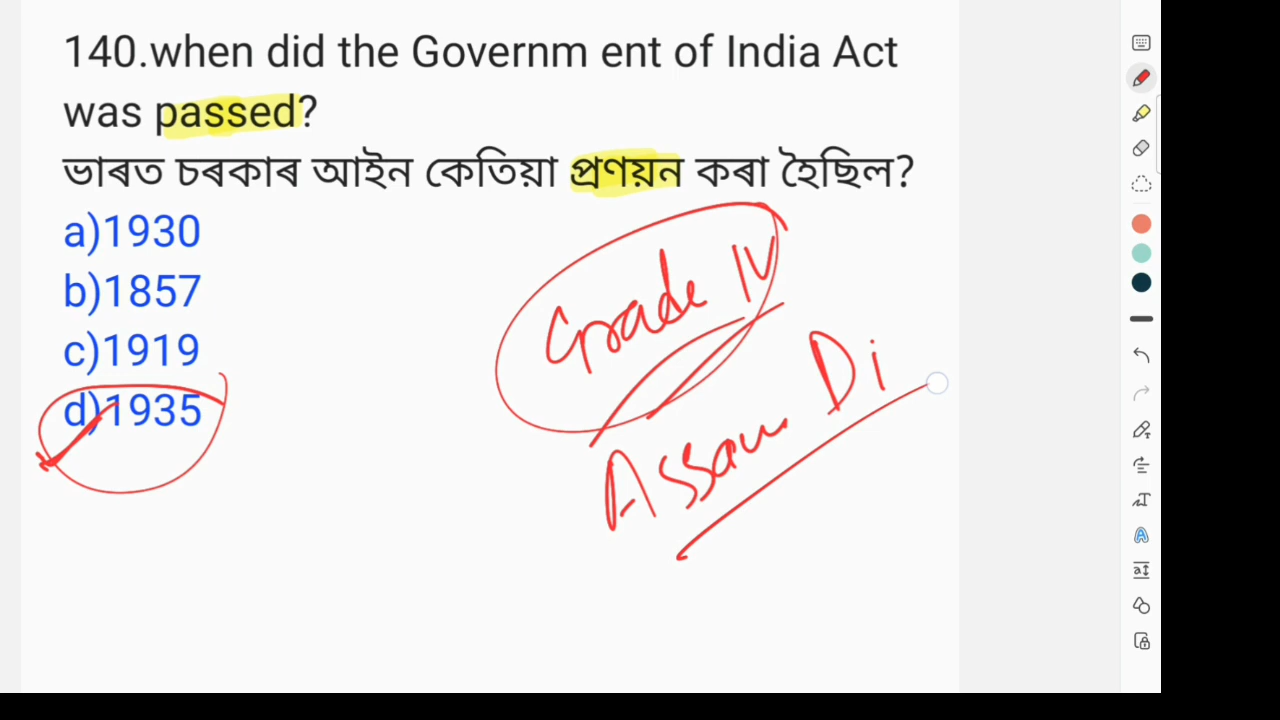 140.when did the Governm ent of India Act
was passed?
ভাৰত চৰকাৰ আইন কেতিয়া প্ৰণয়ন কৰা হৈছিল?
a)1930
b)1857
c)1919
d)1935
Grade IV
Assam Di